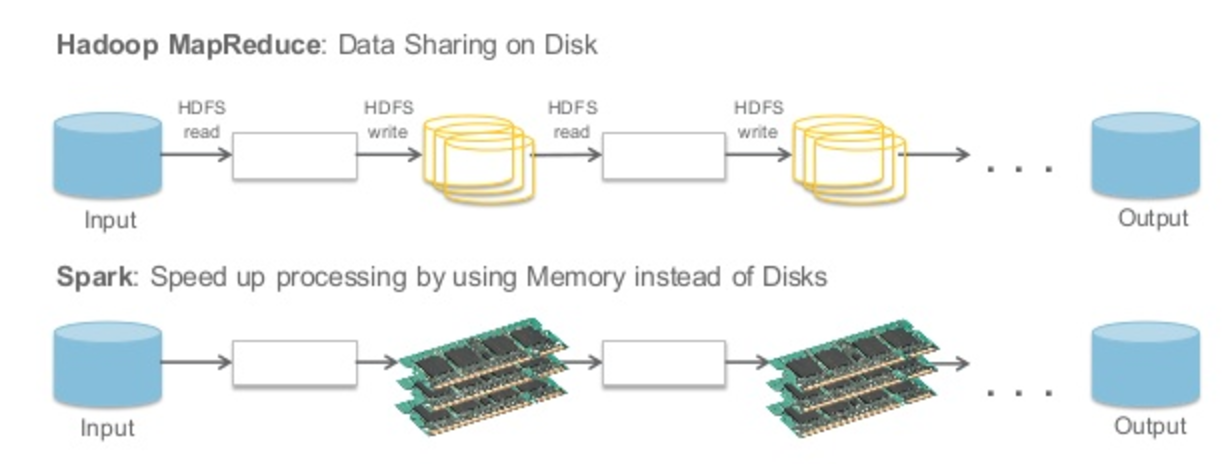 Hadoop MapReduce: Data Sharing on Disk
HDFS
read
HDFS
write
HDFS
read
HDFS
write
Input
Output
Spark: Speed up processing by using Memory instead of Disks
. . .
Input
Output